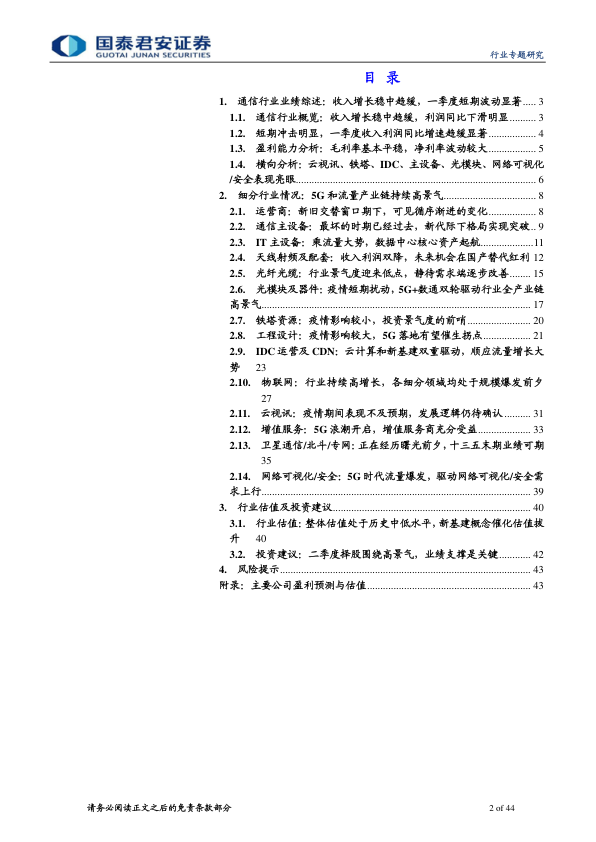 国泰君安证券
GUOTAI JUNAN SECURITIES
行业专题研究
目 录
1. 通信行业业绩综述：收入增长稳中趋缓，一季度短期波动显著..... 3
1.1. 通信行业概览：收入增长稳中趋缓，利润同比下滑明显.......... 3
1.2. 短期冲击明显，一季度收入利润同比增速趋缓显著............... 4
1.3. 盈利能力分析：毛利率基本平稳，净利率波动较大............... 5
1.4. 横向分析：云视讯、铁塔、IDC、主设备、光模块、网络可视化
/安全表现亮眼........................................................................... 6
2. 细分行业情况：5G 和流量产业链持续高景气............................. 8
2.1. 运营商：新旧交替窗口期下，可见循序渐进的变化............... 8
2.2. 通信主设备：最坏的时期已经过去，新代际下格局实现突破.. 9
2.3. IT 主设备：乘流量大势，数据中心核心资产起航.................11
2.4. 天线射频及配套：收入利润双降，未来机会在国产替代红利 12
2.5. 光纤光缆：行业景气度迎来低点，静待需求端逐步改善........ 15
2.6. 光模块及器件：疫情短期扰动，5G+数通双轮驱动行业全产业链
高景气.................................................................................... 17
2.7. 铁塔资源：疫情影响较小，投资景气度的前哨.................... 20
2.8. 工程设计：疫情影响较大，5G 落地有望催生拐点............... 21
2.9. IDC 运营及 CDN：云计算和新基建双重驱动，顺应流量增长大
势 23
2.10. 物联网：行业持续高增长，各细分领域均处于规模爆发前夕
27
2.11. 云视讯：疫情期间表现不及预期，发展逻辑仍待确认.......... 31
2.12. 增值服务：5G 浪潮开启，增值服务商充分受益................. 33
2.13. 卫星通信/北斗/专网：正在经历曙光前夕，十三五末期业绩可期
35
2.14. 网络可视化/安全：5G 时代流量爆发，驱动网络可视化/安全需
求上行.................................................................................... 39
3. 行业估值及投资建议.............................................................. 40
3.1. 行业估值：整体估值处于历史中低水平，新基建概念催化估值拔
升 40
3.2. 投资建议：二季度择股围绕高景气，业绩支撑是关键............ 42
4. 风险提示.............................................................................. 43
附录：主要公司盈利预测与估值................................................... 43
请务必阅读正文之后的免责条款部分
2 of 44